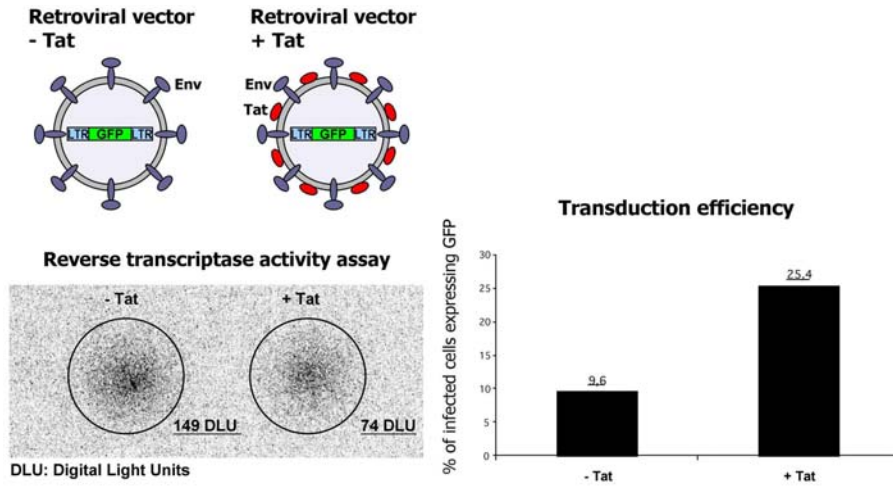 Retroviral vector
- Tat
Env
LTR GFP LTR
Retroviral vector
+ Tat
Env
Tat
LTR GFP LTR
Reverse transcriptase activity assay
- Tat
+ Tat
149 DLU
74 DLU
DLU: Digital Light Units
Transduction efficiency
% of infected cells expressing GFP
30
25
20
15
10
5
0
9,6
25,4
- Tat
+ Tat